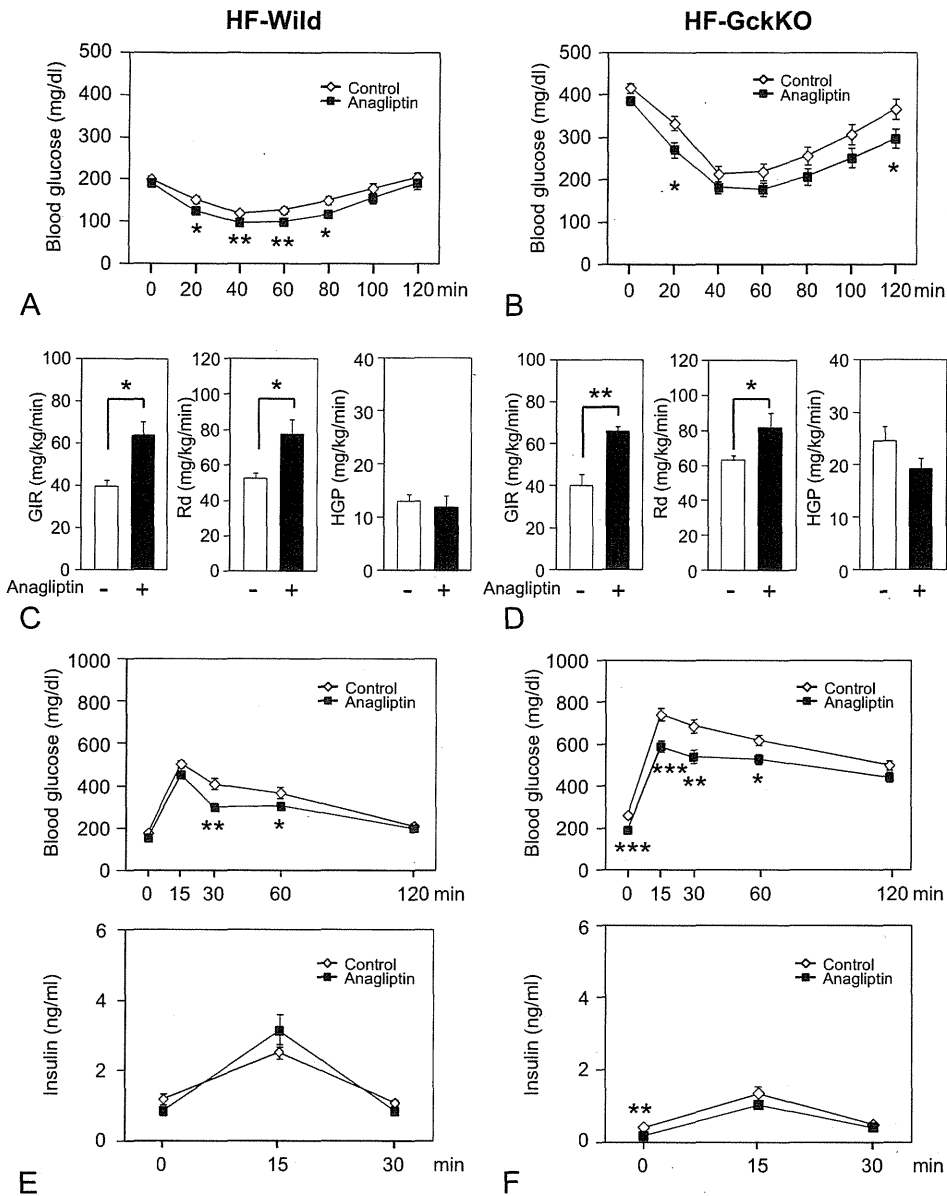 HF-Wild
HF-GckKO
Blood glucose (mg/dl)
500
400
300
200
100
0
Control
Anagliptin
*
**
**
*
0 20 40 60 80 100 120 min
A
Blood glucose (mg/dl)
500
400
300
200
100
0
Control
Anagliptin
*
*
0 20 40 60 80 100 120 min
B
GIR (mg/kg/min)
100
80
60
40
20
0
*
Rd (mg/kg/min)
120
100
80
60
40
20
0
*
HGP (mg/kg/min)
40
30
20
10
0
Anagliptin - + - + - +
C
GIR (mg/kg/min)
100
80
60
40
20
0
**
Rd (mg/kg/min)
120
100
80
60
40
20
0
*
HGP (mg/kg/min)
40
30
20
10
0
Anagliptin - + - + - +
D
Blood glucose (mg/dl)
1000
800
600
400
200
0
Control
Anagliptin
**
*
0 15 30 60 120 min
Insulin (ng/ml)
6
4
2
0
Control
Anagliptin
0 15 30 min
E
Blood glucose (mg/dl)
1000
800
600
400
200
0
Control
Anagliptin
***
***
**
*
0 15 30 60 120 min
Insulin (ng/ml)
6
4
2
0
Control
Anagliptin
**
0 15 30 min
F